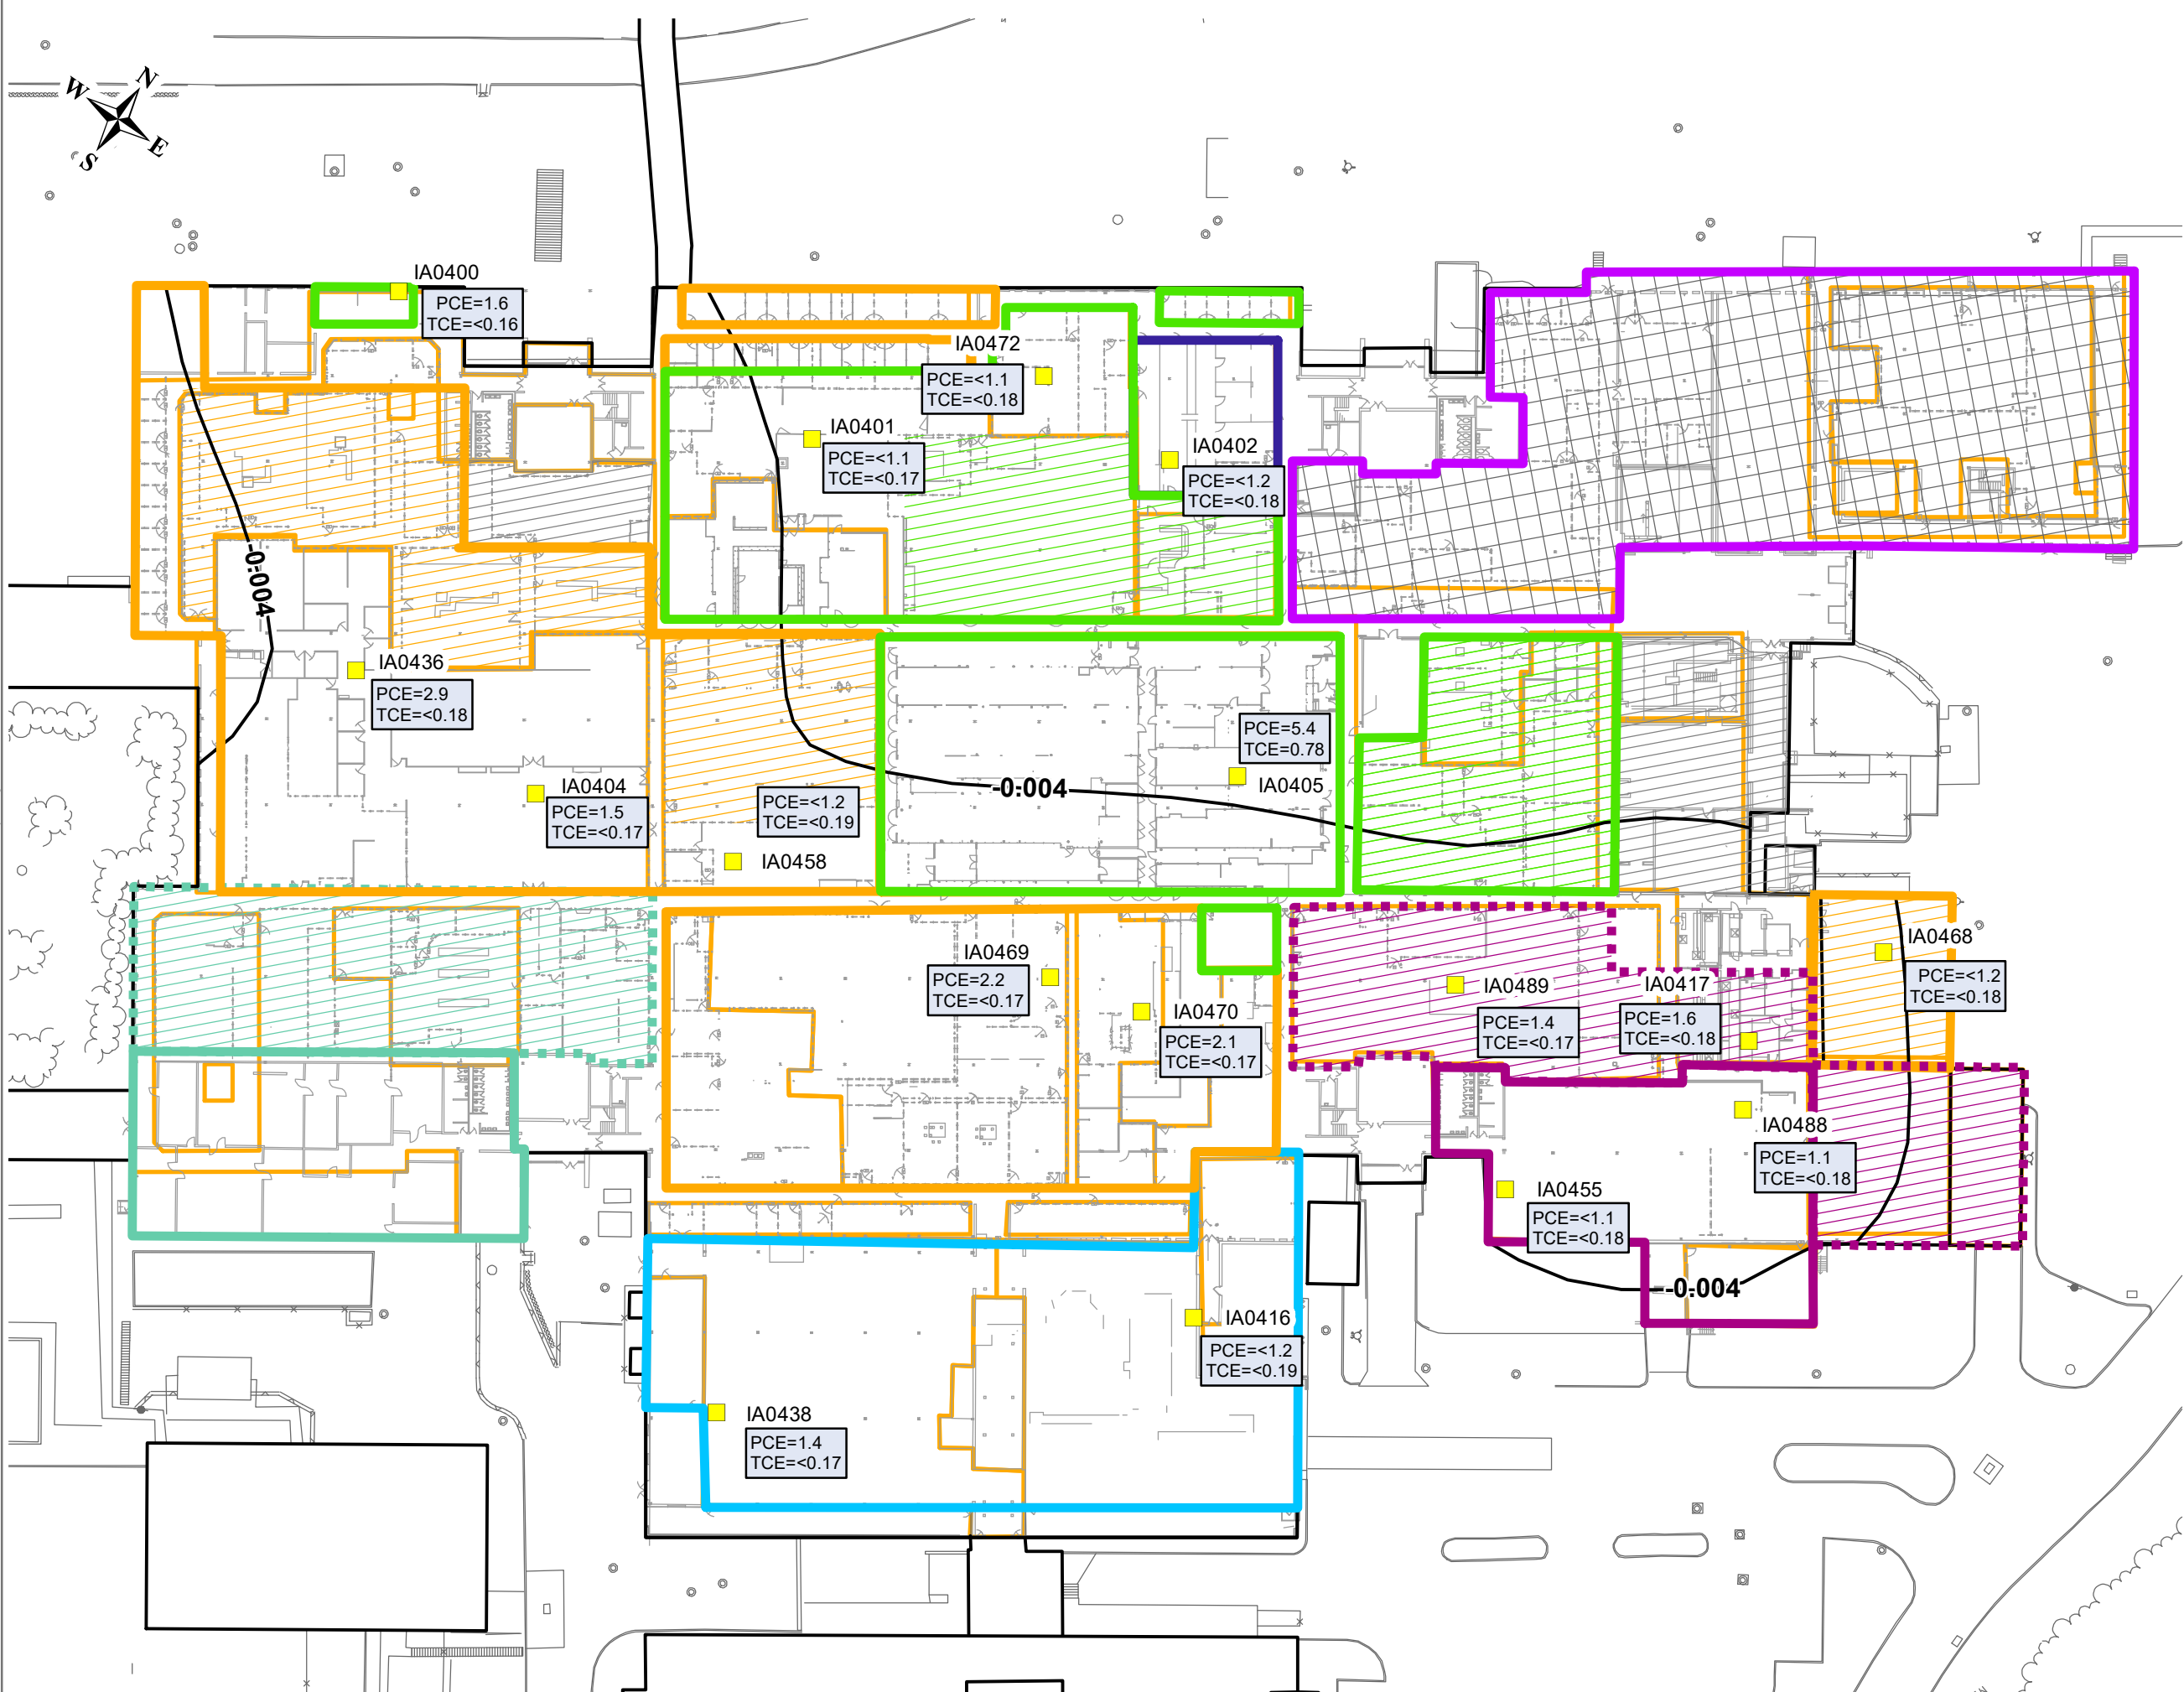 N
W
E
S
IA0400
PCE=1.6
TCE=<0.16
IA0472
PCE=<1.1
TCE=<0.18
IA0401
PCE=<1.1
TCE=<0.17
IA0402
PCE=<1.2
TCE=<0.18
-0.004
IA0436
PCE=2.9
TCE=<0.18
PCE=5.4
TCE=0.78
IA0405
-0.004
IA0404
PCE=1.5
TCE=<0.17
PCE=<1.2
TCE=<0.19
IA0458
IA0469
PCE=2.2
TCE=<0.17
IA0468
PCE=<1.2
TCE=<0.18
IA0489
PCE=1.4
TCE=<0.17
IA0417
PCE=1.6
TCE=<0.18
IA0470
PCE=2.1
TCE=<0.17
IA0488
PCE=1.1
TCE=<0.18
IA0455
PCE=<1.1
TCE=<0.18
-0.004
IA0416
PCE=<1.2
TCE=<0.19
IA0438
PCE=1.4
TCE=<0.17